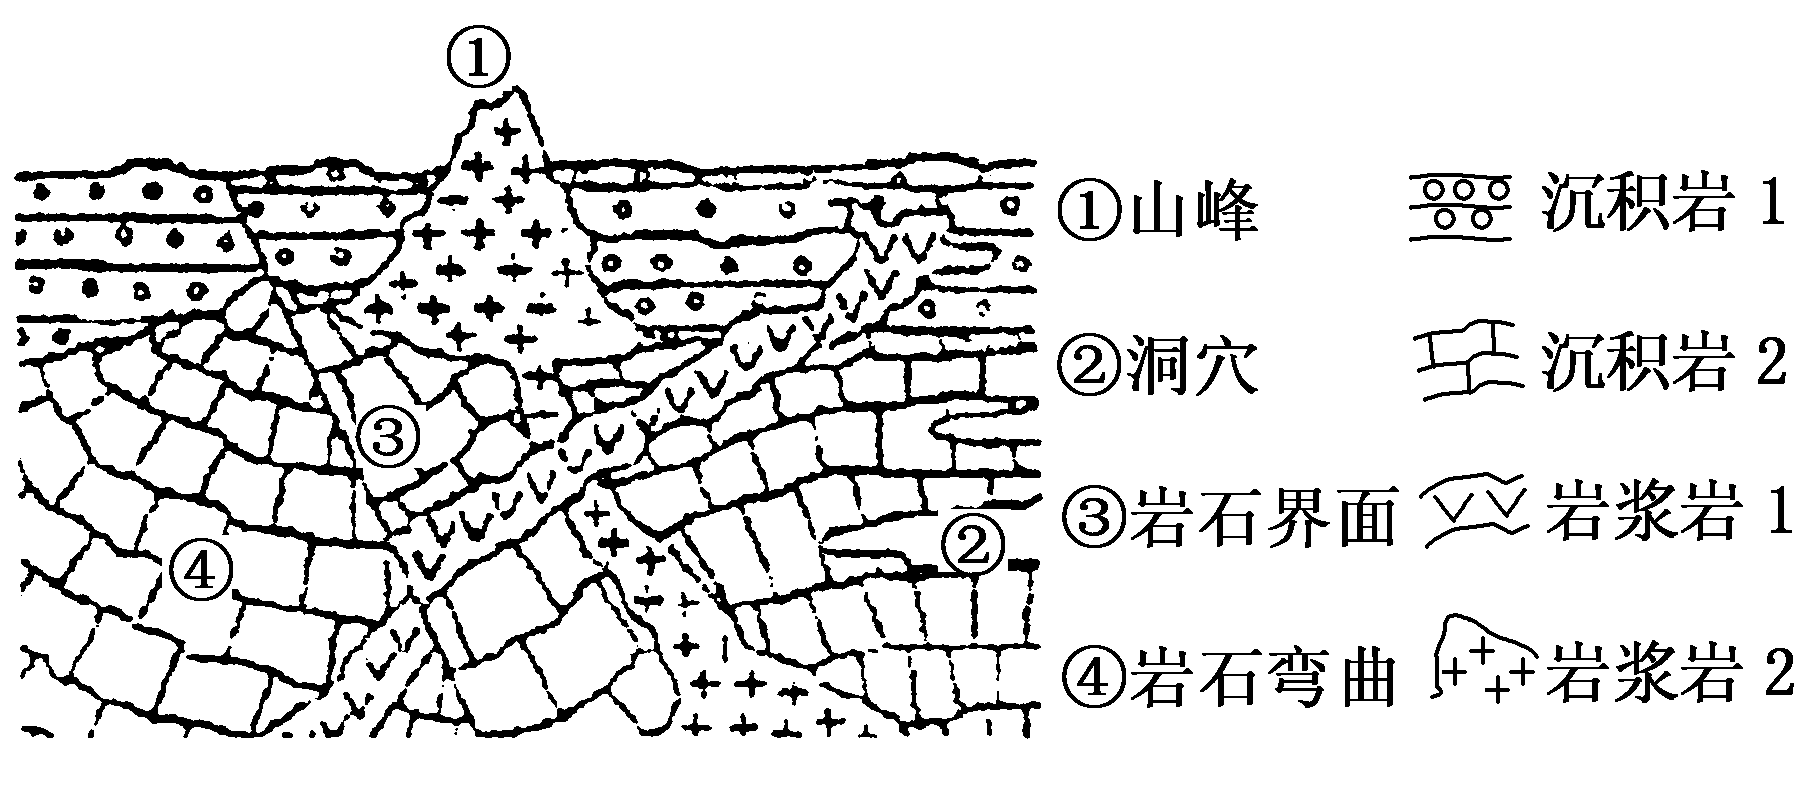 ①
③
④
②
①山峰 沉积岩 1
②洞穴 沉积岩 2
③岩石界面 岩浆岩 1
④岩石弯曲 岩浆岩 2